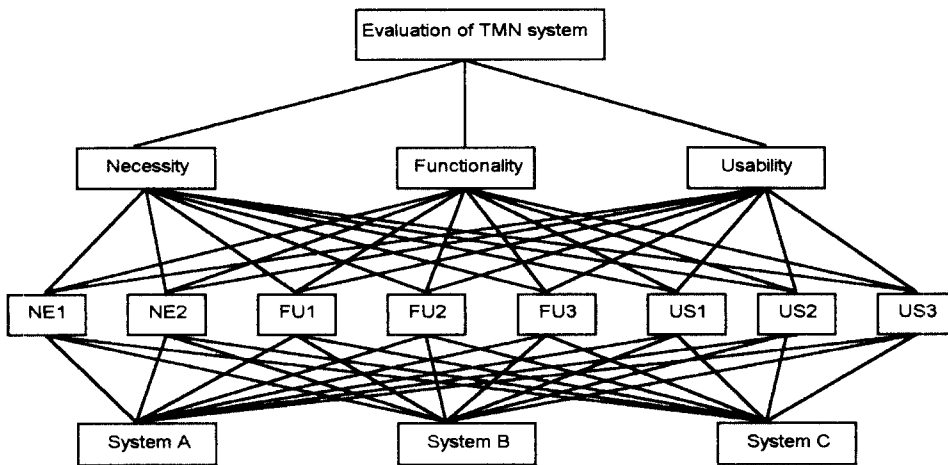 Evaluation of TMN system
Necessity
Functionality
Usability
NE1
NE2
FU1
FU2
FU3
US1
US2
US3
System A
System B
System C